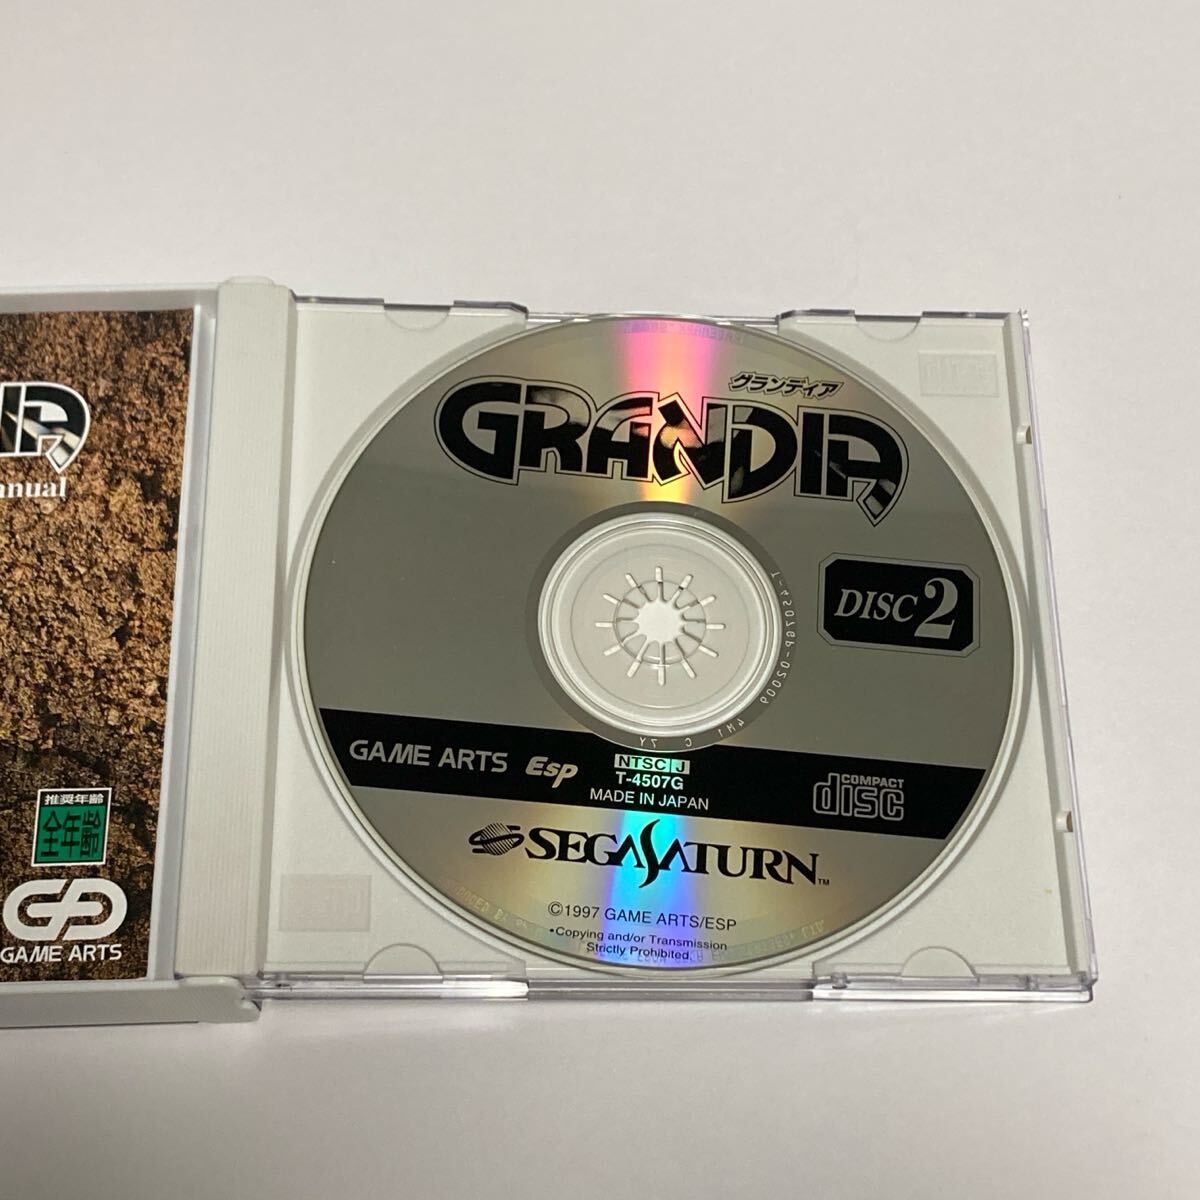 IA
anual
推奨年齢
全年齢
GAME ARTS
グランディア
GRANDIA
DISC 2
GAME ARTS Esp
NTSC J
T-4507G
MADE IN JAPAN
COMPACT
disc
SEGA SATURN™
©1997 GAME ARTS/ESP
•Copying and/or Transmission
Strictly Prohibited.